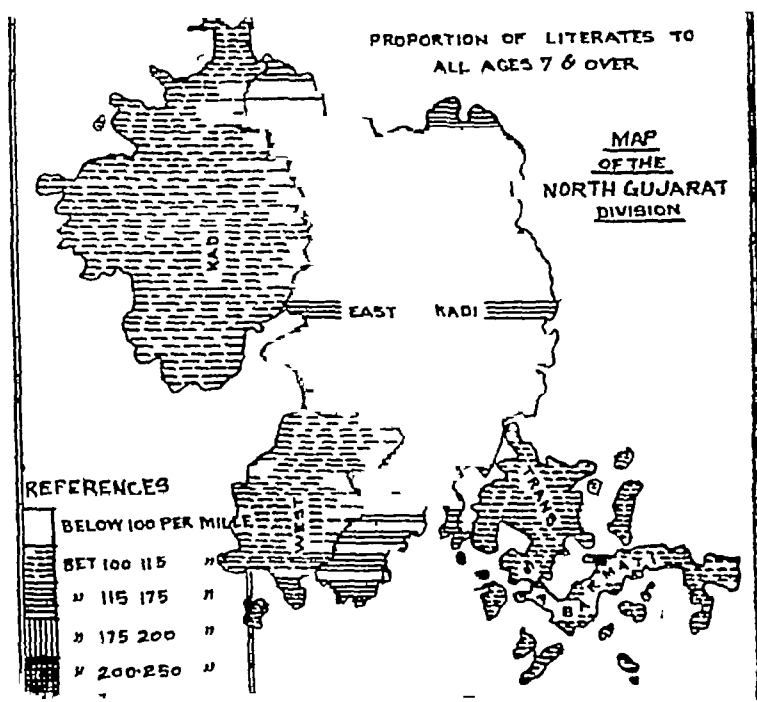 PROPORTION OF LITERATES TO
ALL AGES 7 & OVER
MAP
OF THE
NORTH GUJARAT
DIVISION
KADI
EAST KADI
WEST
TRANS
REFERENCES
BELOW 100 PER MILLE
BET 100 115 "
" 115 175 "
" 175 200 "
" 200-250 "